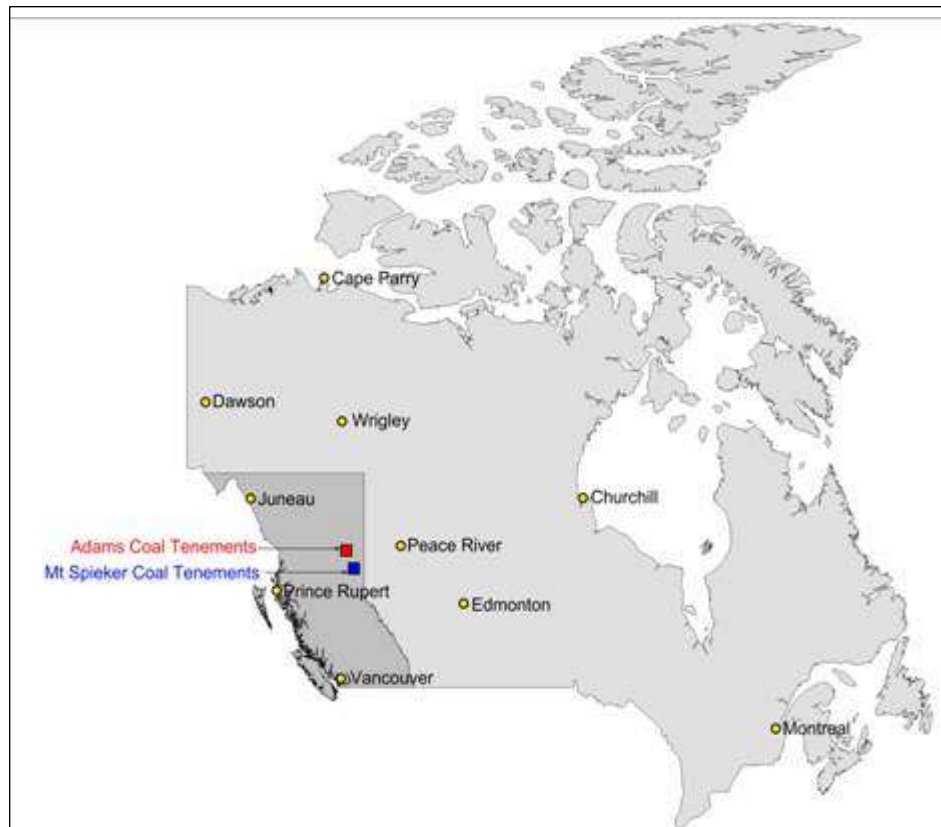 Cape Parry
Dawson
Wrigley
Juneau
Churchill
Adams Coal Tenements
Peace River
Mt Spieker Coal Tenements
Prince Rupert
Edmonton
Vancouver
Montreal